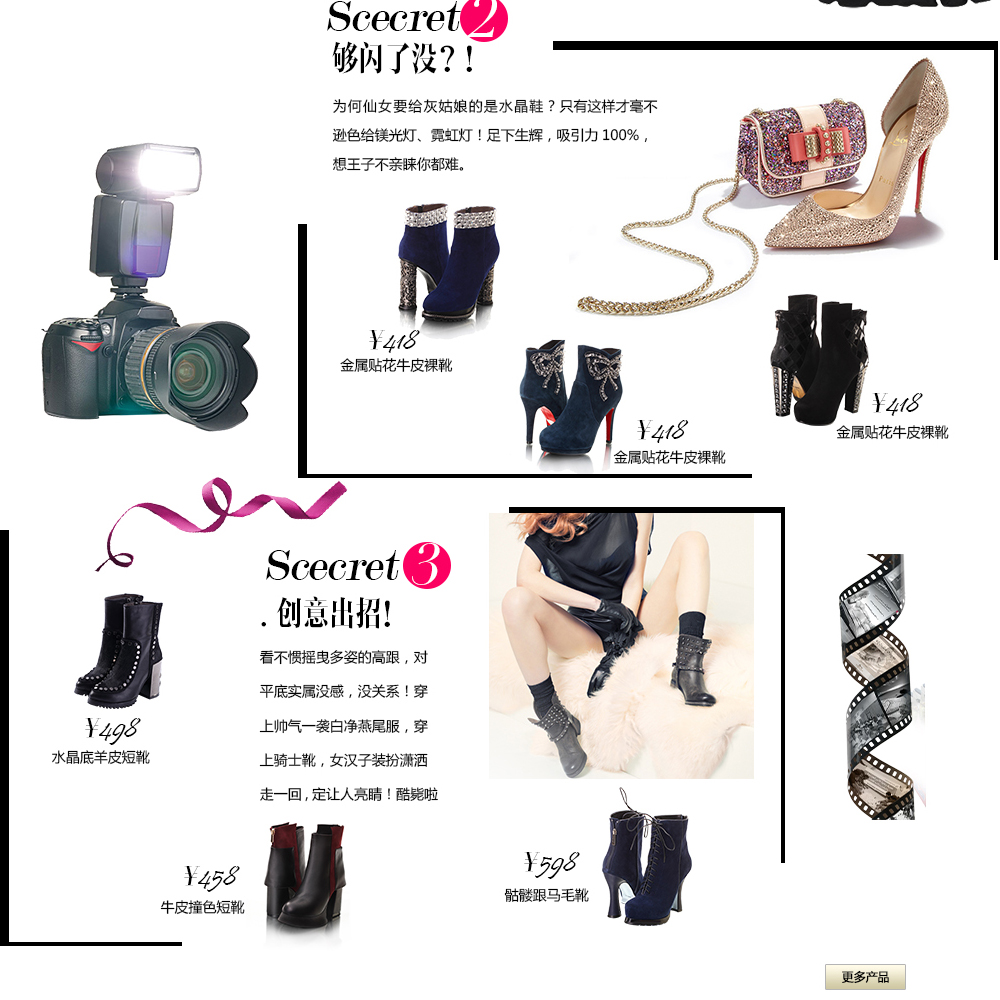 Scecret 2
够闪了没？！
为何仙女要给灰姑娘的是水晶鞋？只有这样才毫不
逊色给镁光灯、霓虹灯！足下生辉，吸引力 100%，
想王子不亲睐你都难。
¥418
金属贴花牛皮裸靴
¥418
金属贴花牛皮裸靴
¥418
金属贴花牛皮裸靴
Scecret 3
. 创意出招!
看不惯摇曳多姿的高跟，对
平底实属没感，没关系！穿
上帅气一袭白净燕尾服，穿
上骑士靴，女汉子装扮潇洒
走一回 , 定让人亮睛！酷毙啦
¥498
水晶底羊皮短靴
¥458
牛皮撞色短靴
¥598
骷髅跟马毛靴
更多产品